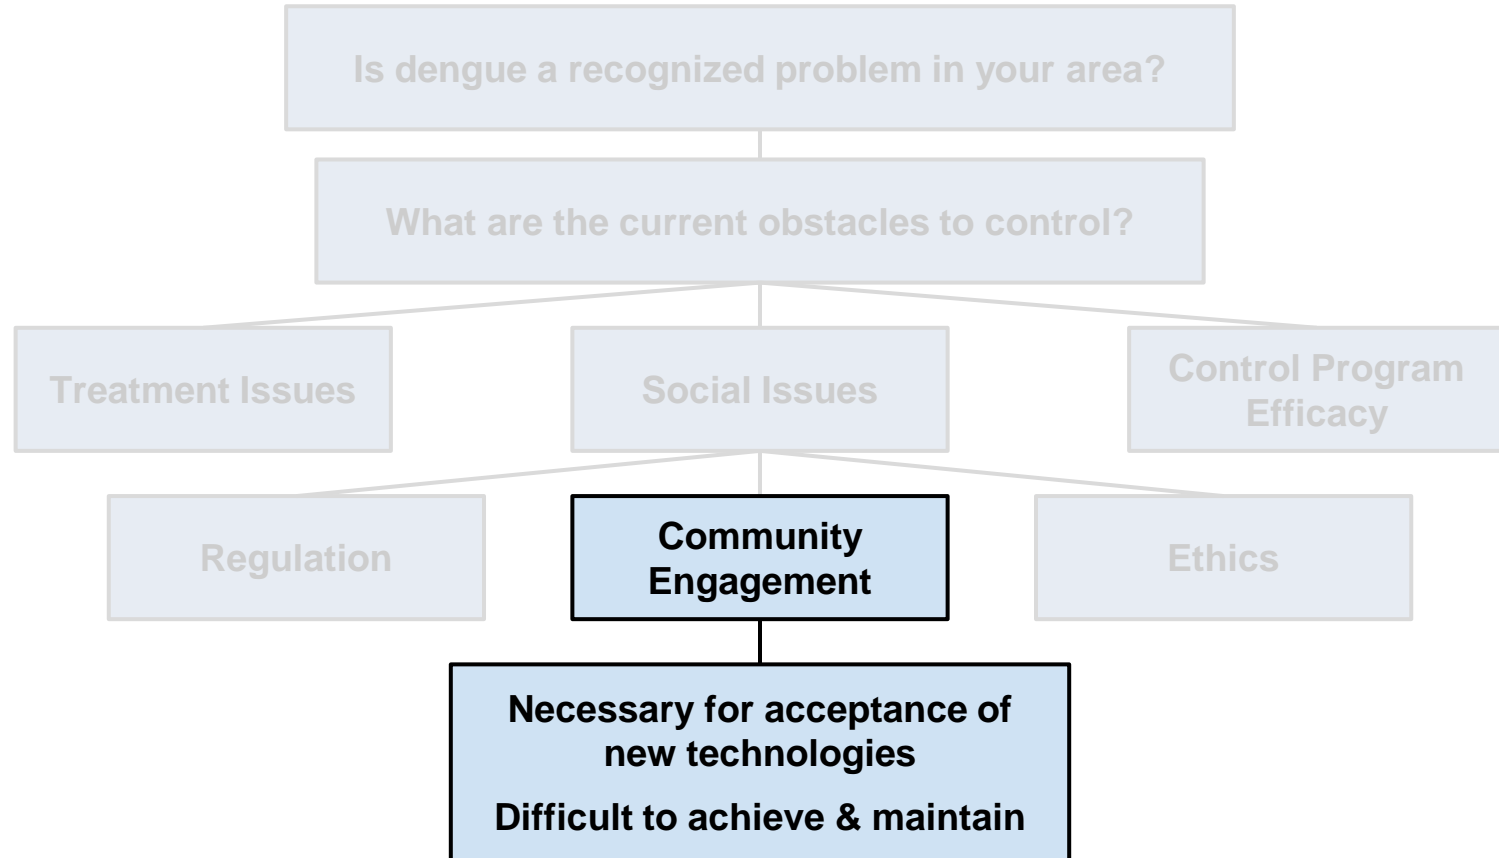 Is dengue a recognized problem in your area?
What are the current obstacles to control?
Treatment Issues
Social Issues
Control Program
Efficacy
Regulation
Community
Engagement
Ethics
Necessary for acceptance of
new technologies
Difficult to achieve & maintain